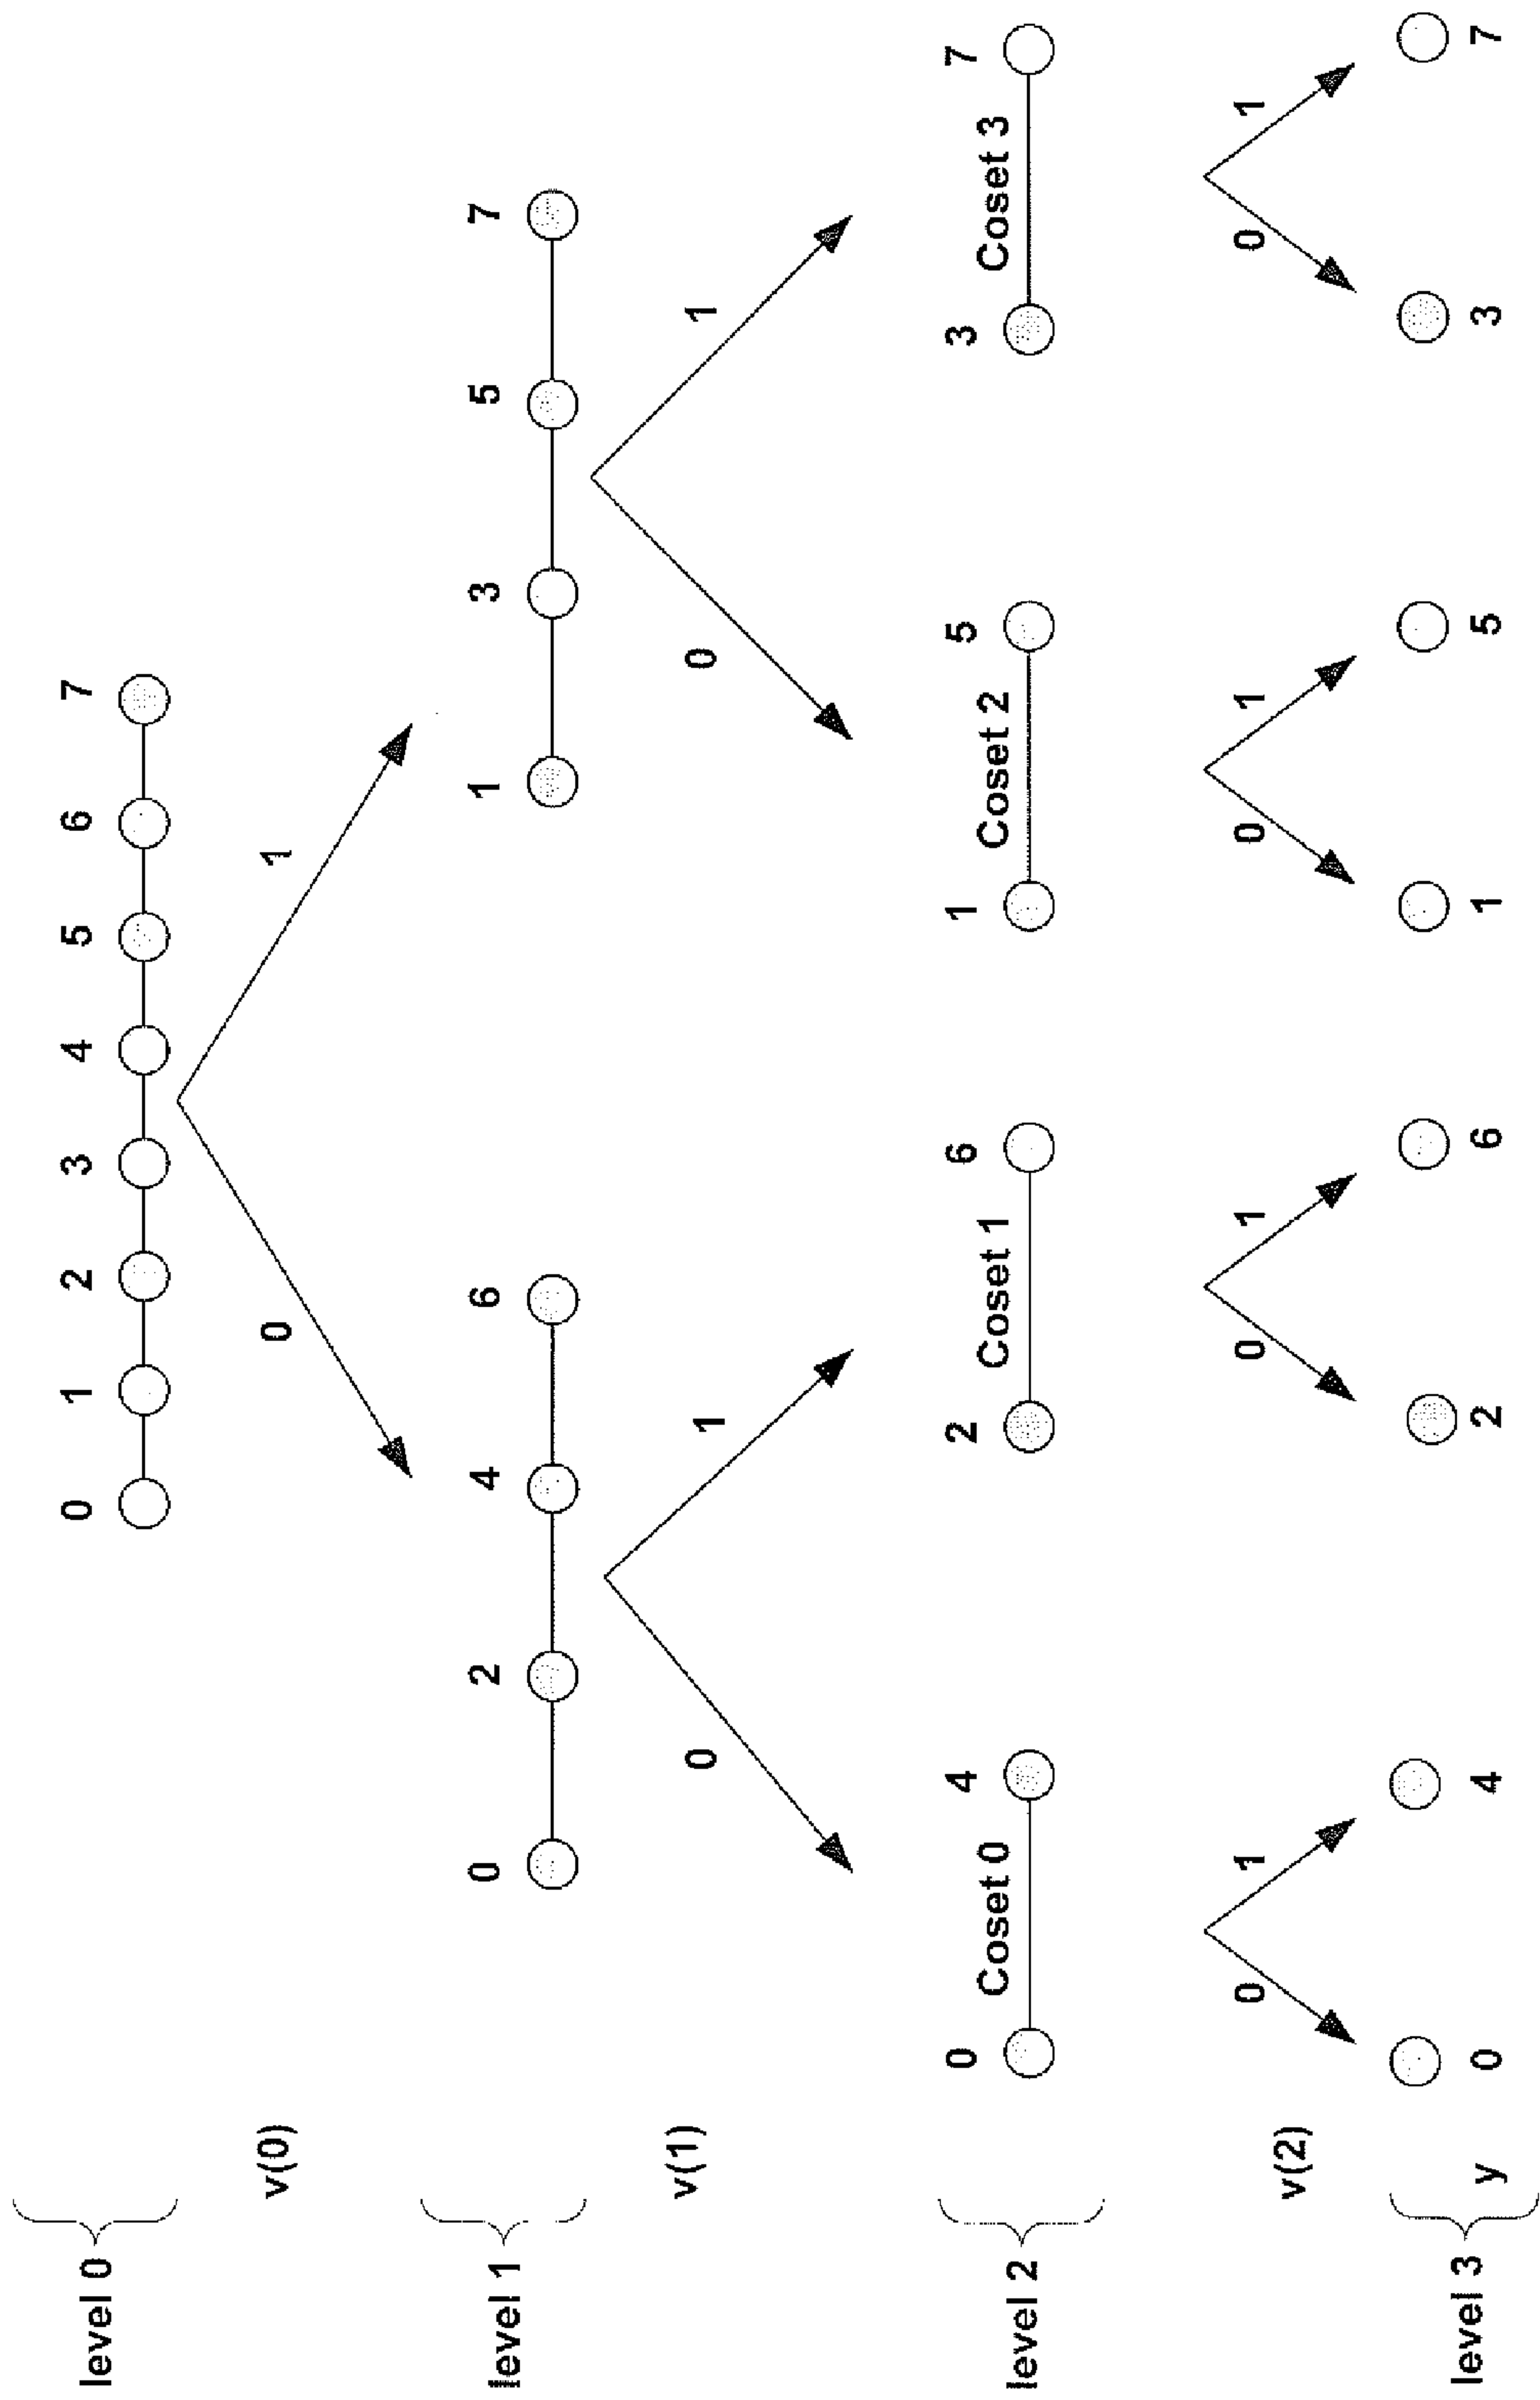 level 0
0 1 2 3 4 5 6 7
v(0)
0 1
level 1
0 2 4 6 1 3 5 7
v(1)
0 1 0 1
level 2
0 4 2 6 1 5 3 7
Coset 0 Coset 1 Coset 2 Coset 3
v(2)
0 1 0 1 0 1 0 1
level 3
y 0 4 2 6 1 5 3 7